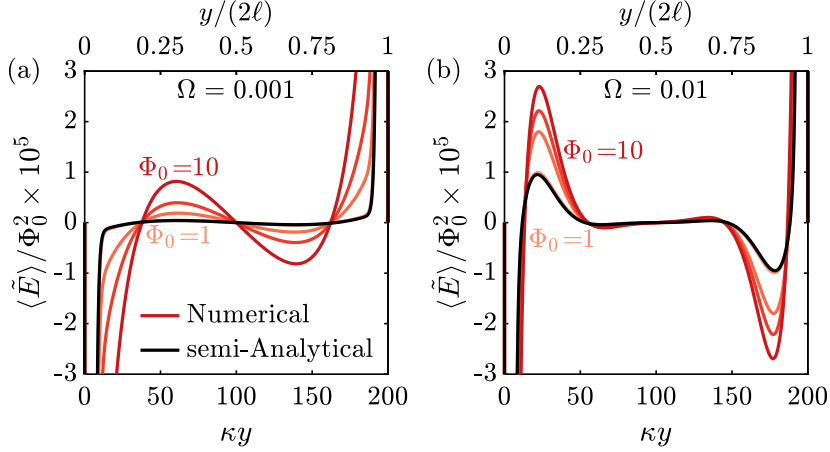 y/(2ℓ)
0 0.25 0.5 0.75 1
(a)
Ω = 0.001
3
2
1
0
-1
-2
-3
⟨Ẽ⟩/Φ₀² × 10⁵
Φ₀=10
Φ₀=1
Numerical
semi-Analytical
0 50 100 150 200
κy
y/(2ℓ)
0 0.25 0.5 0.75 1
(b)
Ω = 0.01
3
2
1
0
-1
-2
-3
⟨Ẽ⟩/Φ₀² × 10⁵
Φ₀=10
Φ₀=1
0 50 100 150 200
κy